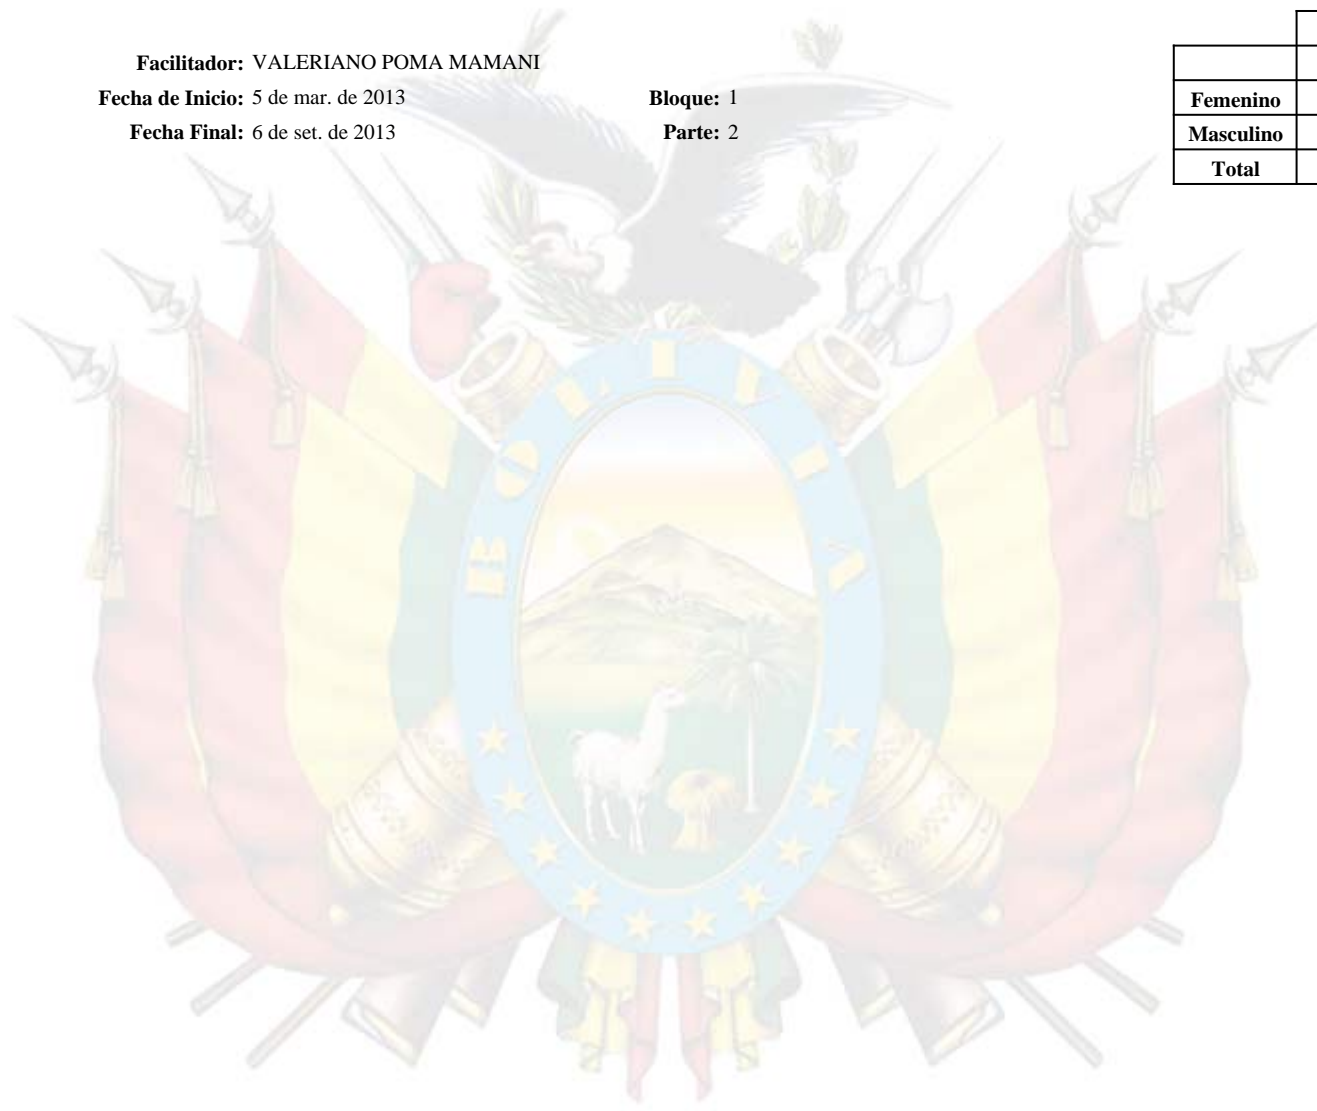 Facilitador: VALERIANO POMA MAMANI
Fecha de Inicio: 5 de mar. de 2013 Bloque: 1
Fecha Final: 6 de set. de 2013 Parte: 2
Femenino
Masculino
Total
BOLIVIA